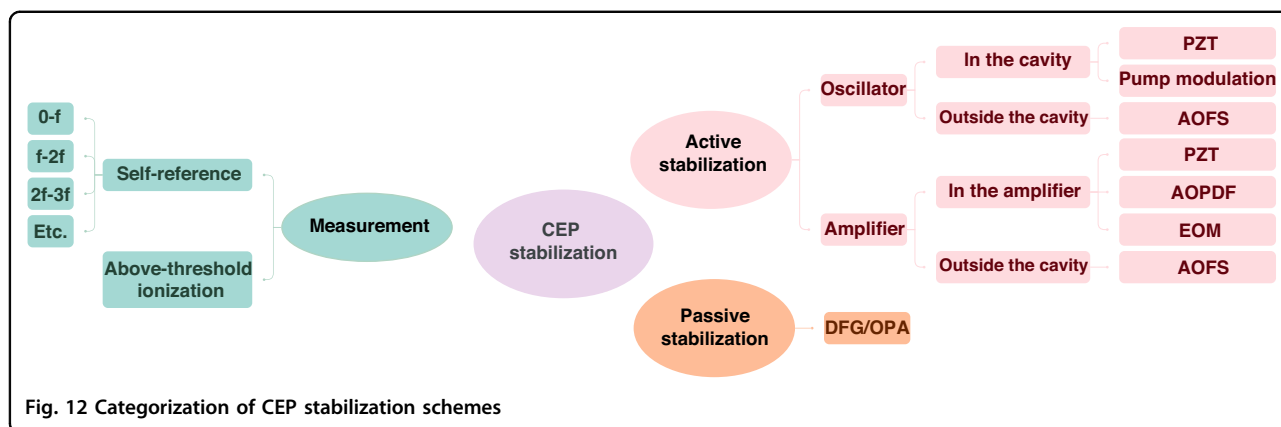 0-f
f-2f
2f-3f
Etc.
Self-reference
Above-threshold
ionization
Measurement
CEP
stabilization
Active
stabilization
Oscillator
In the cavity
PZT
Pump modulation
Outside the cavity
AOFS
Amplifier
In the amplifier
PZT
AOPDF
EOM
Outside the cavity
AOFS
Passive
stabilization
DFG/OPA
Fig. 12 Categorization of CEP stabilization schemes